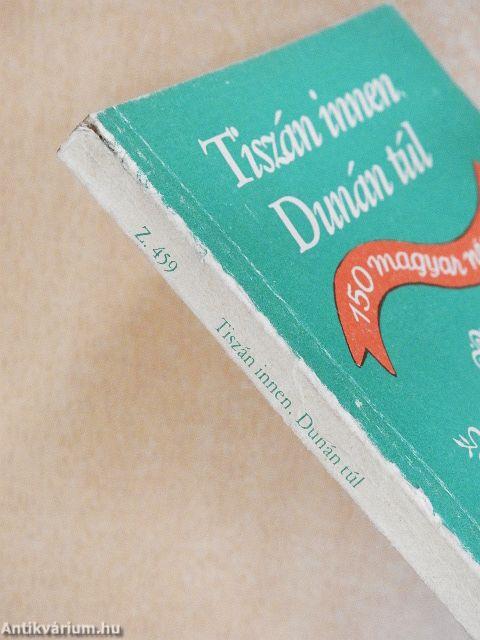 Tiszán innen,
Dunán túl
150 magyar
Z. 459
Tiszán innen, Dunán túl
Antikvárium.hu